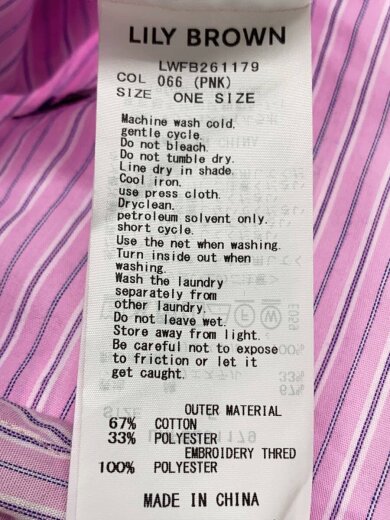 LILY BROWN
LWFB261179
COL 066 (PNK)
SIZE ONE SIZE
Machine wash cold.
gentle cycle.
Do not bleach.
Do not tumble dry.
Line dry in shade.
Cool iron.
use press cloth.
Dryclean.
petroleum solvent only.
short cycle.
Use the net when washing.
Turn inside out when
washing.
Wash the laundry
separately from
other laundry.
Do not leave wet.
Store away from light.
Be careful not to expose
to friction or let it
get caught.
OUTER MATERIAL
67% COTTON
33% POLYESTER
EMBROIDERY THRED
100% POLYESTER
MADE IN CHINA